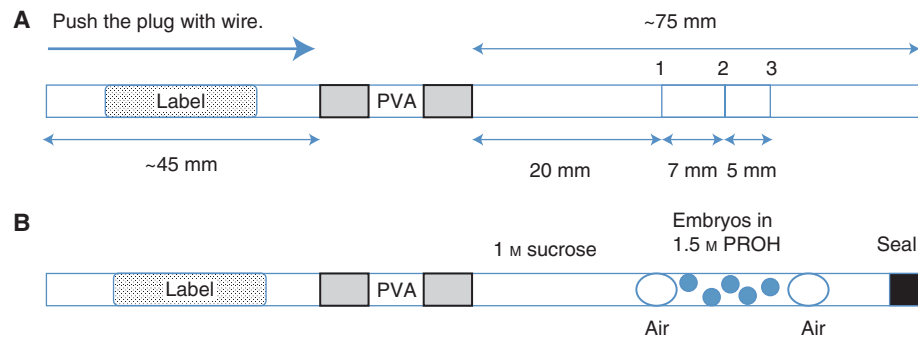 A
Push the plug with wire.
~75 mm
1 2 3
Label
PVA
~45 mm
20 mm
7 mm
5 mm
B
1 M sucrose
Embryos in
1.5 M PROH
Seal
Label
PVA
Air
Air